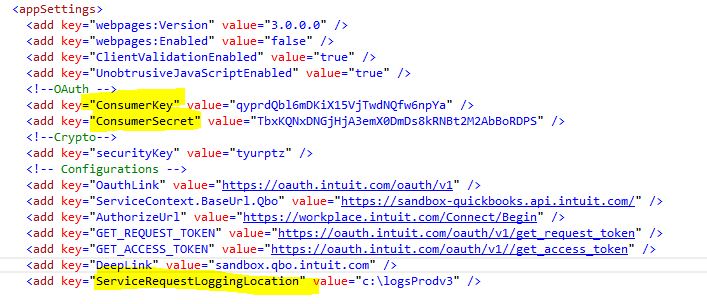 <appSettings>
<add key="webpages:Version" value="3.0.0.0" />
<add key="webpages:Enabled" value="false" />
<add key="ClientValidationEnabled" value="true" />
<add key="UnobtrusiveJavaScriptEnabled" value="true" />
<!--OAuth -->
<add key="ConsumerKey" value="qyprdQbl6mDKiX15VjTwdNQfw6npYa" />
<add key="ConsumerSecret" value="TbxKQNxDNGjHjA3emX0DmDs8kRNBt2M2AbBoRDPS" />
<!--Crypto-->
<add key="securityKey" value="tyurptz" />
<!-- Configurations -->
<add key="OauthLink" value="https://oauth.intuit.com/oauth/v1" />
<add key="ServiceContext.BaseUrl.Qbo" value="https://sandbox-quickbooks.api.intuit.com/" />
<add key="AuthorizeUrl" value="https://workplace.intuit.com/Connect/Begin" />
<add key="GET_REQUEST_TOKEN" value="https://oauth.intuit.com/oauth/v1/get_request_token" />
<add key="GET_ACCESS_TOKEN" value="https://oauth.intuit.com/oauth/v1//get_access_token" />
<add key="DeepLink" value="sandbox.qbo.intuit.com" />
<add key="ServiceRequestLoggingLocation" value="c:\logsProdv3" />